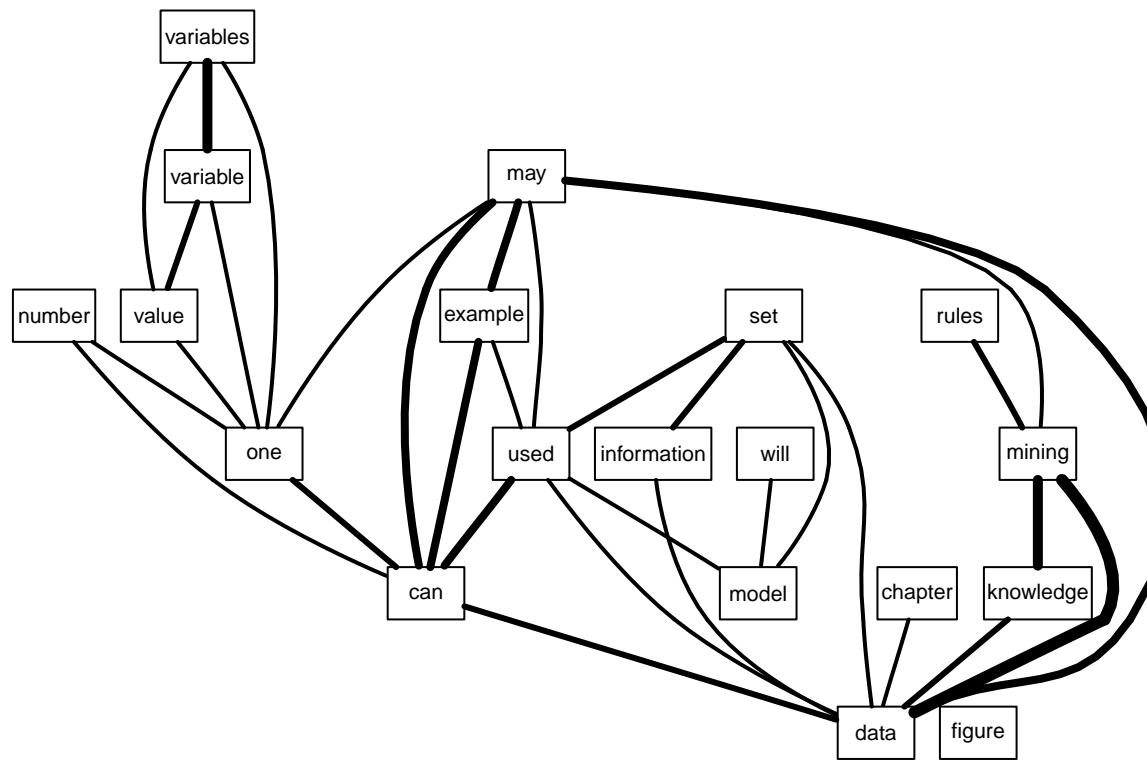 variables
variable
may
number
value
example
set
rules
one
used
information
will
mining
can
model
chapter
knowledge
data
figure